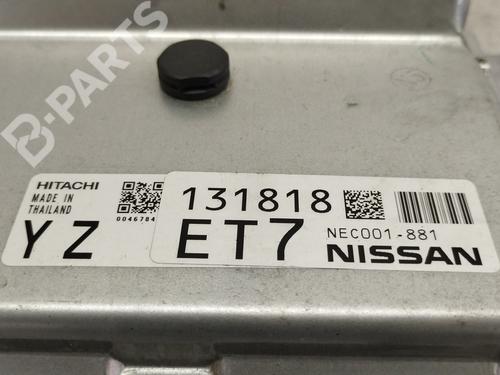 B-PARTS
HITACHI
MADE IN
THAILAND
YZ
131818
ET7
NEC001-881
NISSAN